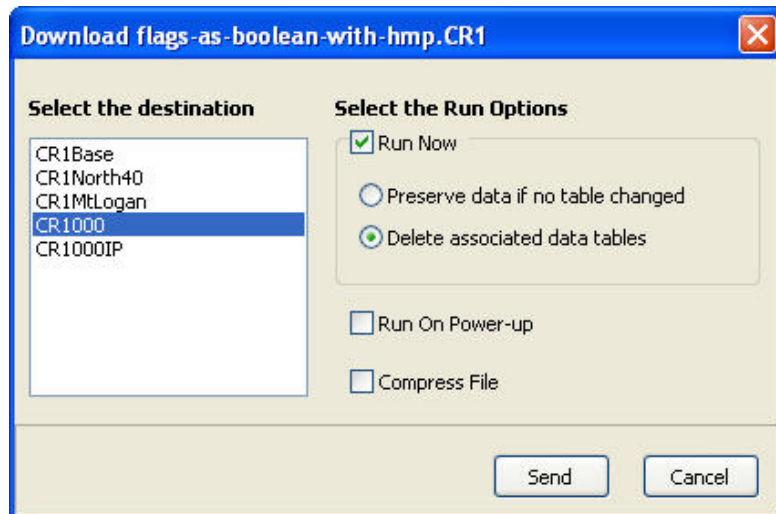 Download flags-as-boolean-with-hmp.CR1
Select the destination
CR1Base
CR1North40
CR1MtLogan
CR1000
CR1000IP
Select the Run Options
Run Now
Preserve data if no table changed
Delete associated data tables
Run On Power-up
Compress File
Send
Cancel